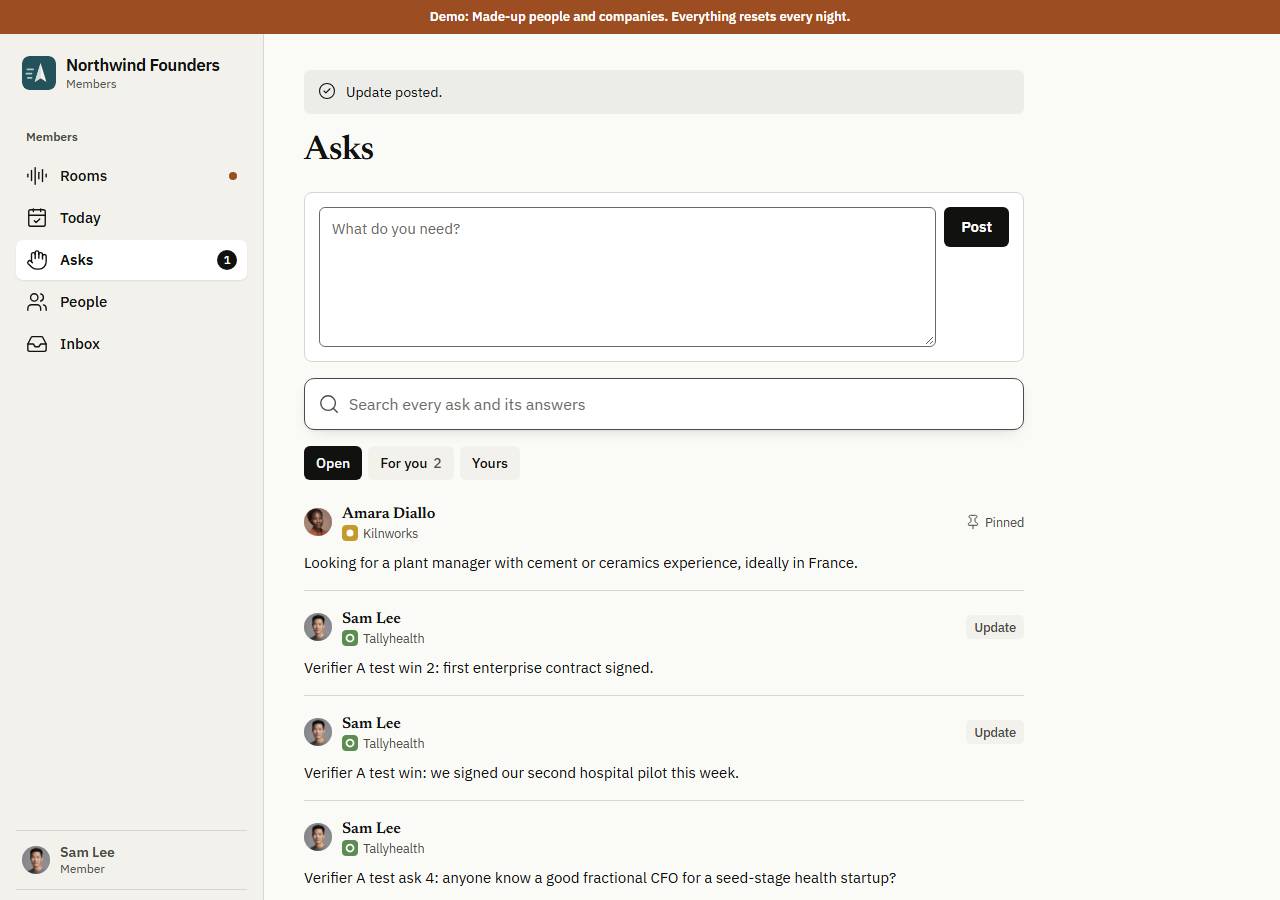 Demo: Made-up people and companies. Everything resets every night.
Northwind Founders
Members
Members
Rooms
Today
Asks
1
People
Inbox
Sam Lee
Member
Update posted.
Asks
What do you need?
Post
Search every ask and its answers
Open
For you 2
Yours
Amara Diallo
Kilnworks
Pinned
Looking for a plant manager with cement or ceramics experience, ideally in France.
Sam Lee
Tallyhealth
Update
Verifier A test win 2: first enterprise contract signed.
Sam Lee
Tallyhealth
Update
Verifier A test win: we signed our second hospital pilot this week.
Sam Lee
Tallyhealth
Verifier A test ask 4: anyone know a good fractional CFO for a seed-stage health startup?